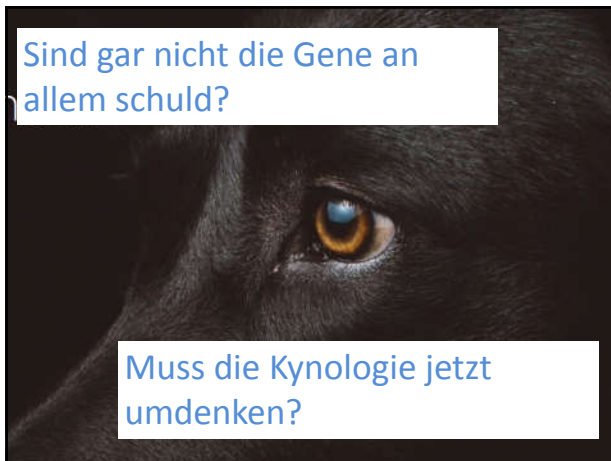 Sind gar nicht die Gene an
allem schuld?
Muss die Kynologie jetzt
umdenken?